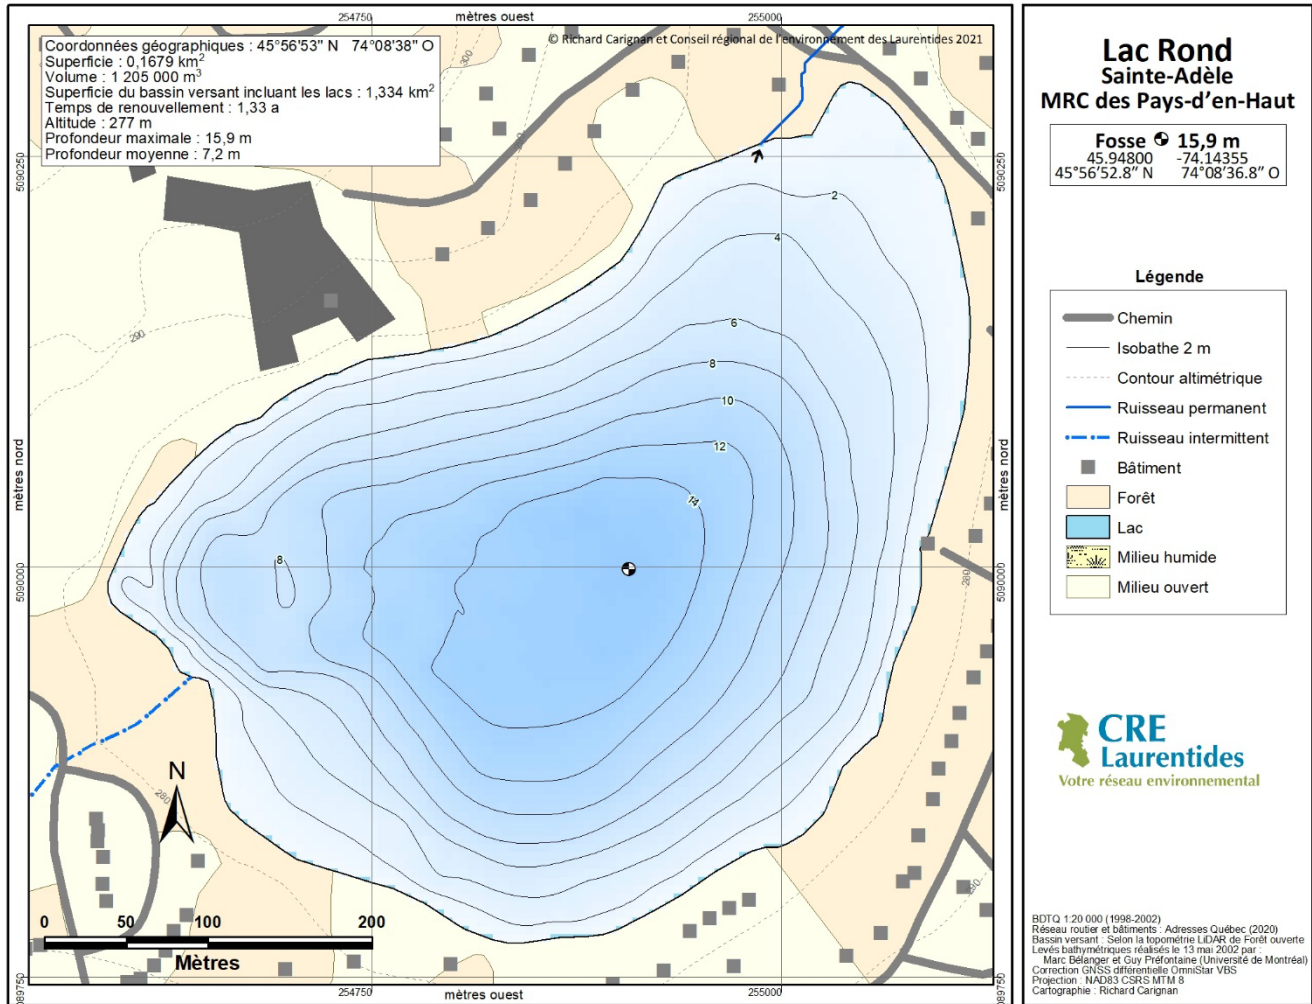 254750
mètres ouest
255000
Coordonnées géographiques : 45°56'53" N 74°08'38" O
Superficie : 0,1679 km²
Volume : 1 205 000 m³
Superficie du bassin versant incluant les lacs : 1,334 km²
Temps de renouvellement : 1,33 a
Altitude : 277 m
Profondeur maximale : 15,9 m
Profondeur moyenne : 7,2 m
© Richard Carignan et Conseil régional de l'environnement des Laurentides 2021
300
5090250
5090250
2
4
6
8
10
12
14
8
290
mètres nord
mètres nord
5090000
5090000
280
280
290
N
0 50 100 200
Mètres
5089750
5089750
254750
mètres ouest
255000
Lac Rond
Sainte-Adèle
MRC des Pays-d'en-Haut
Fosse 15,9 m
45.94800 -74.14355
45°56'52.8" N 74°08'36.8" O
Légende
Chemin
Isobathe 2 m
Contour altimétrique
Ruisseau permanent
Ruisseau intermittent
Bâtiment
Forêt
Lac
Milieu humide
Milieu ouvert
CRE
Laurentides
Votre réseau environnemental
BDTQ 1:20 000 (1998-2002)
Réseau routier et bâtiments : Adresses Québec (2020)
Bassin versant : Selon la topométrie LiDAR de Forêt ouverte
Levés bathymétriques réalisés le 13 mai 2002 par :
Marc Bélanger et Guy Préfontaine (Université de Montréal)
Correction GNSS différentielle OmniStar VBS
Projection : NAD83 CSRS MTM 8
Cartographie : Richard Carignan